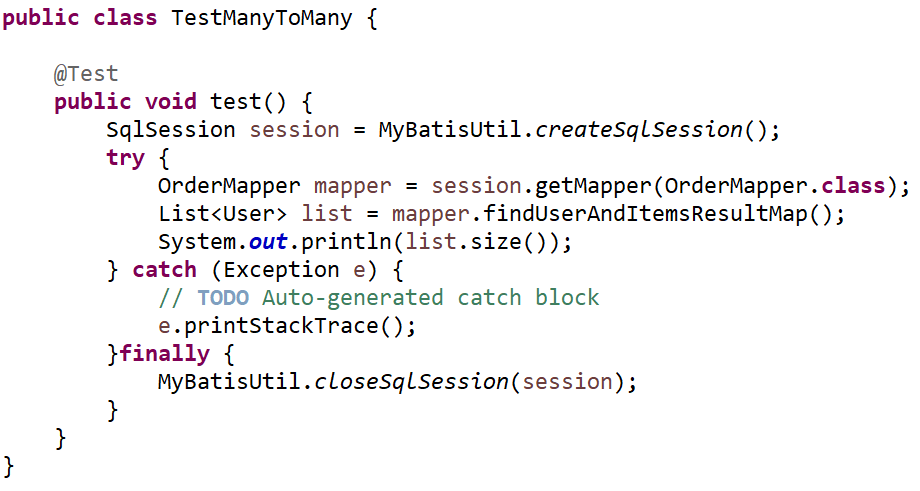 public class TestManyToMany {
@Test
public void test() {
SqlSession session = MyBatisUtil.createSqlSession();
try {
OrderMapper mapper = session.getMapper(OrderMapper.class);
List<User> list = mapper.findUserAndItemsResultMap();
System.out.println(list.size());
} catch (Exception e) {
// TODO Auto-generated catch block
e.printStackTrace();
}finally {
MyBatisUtil.closeSqlSession(session);
}
}
}